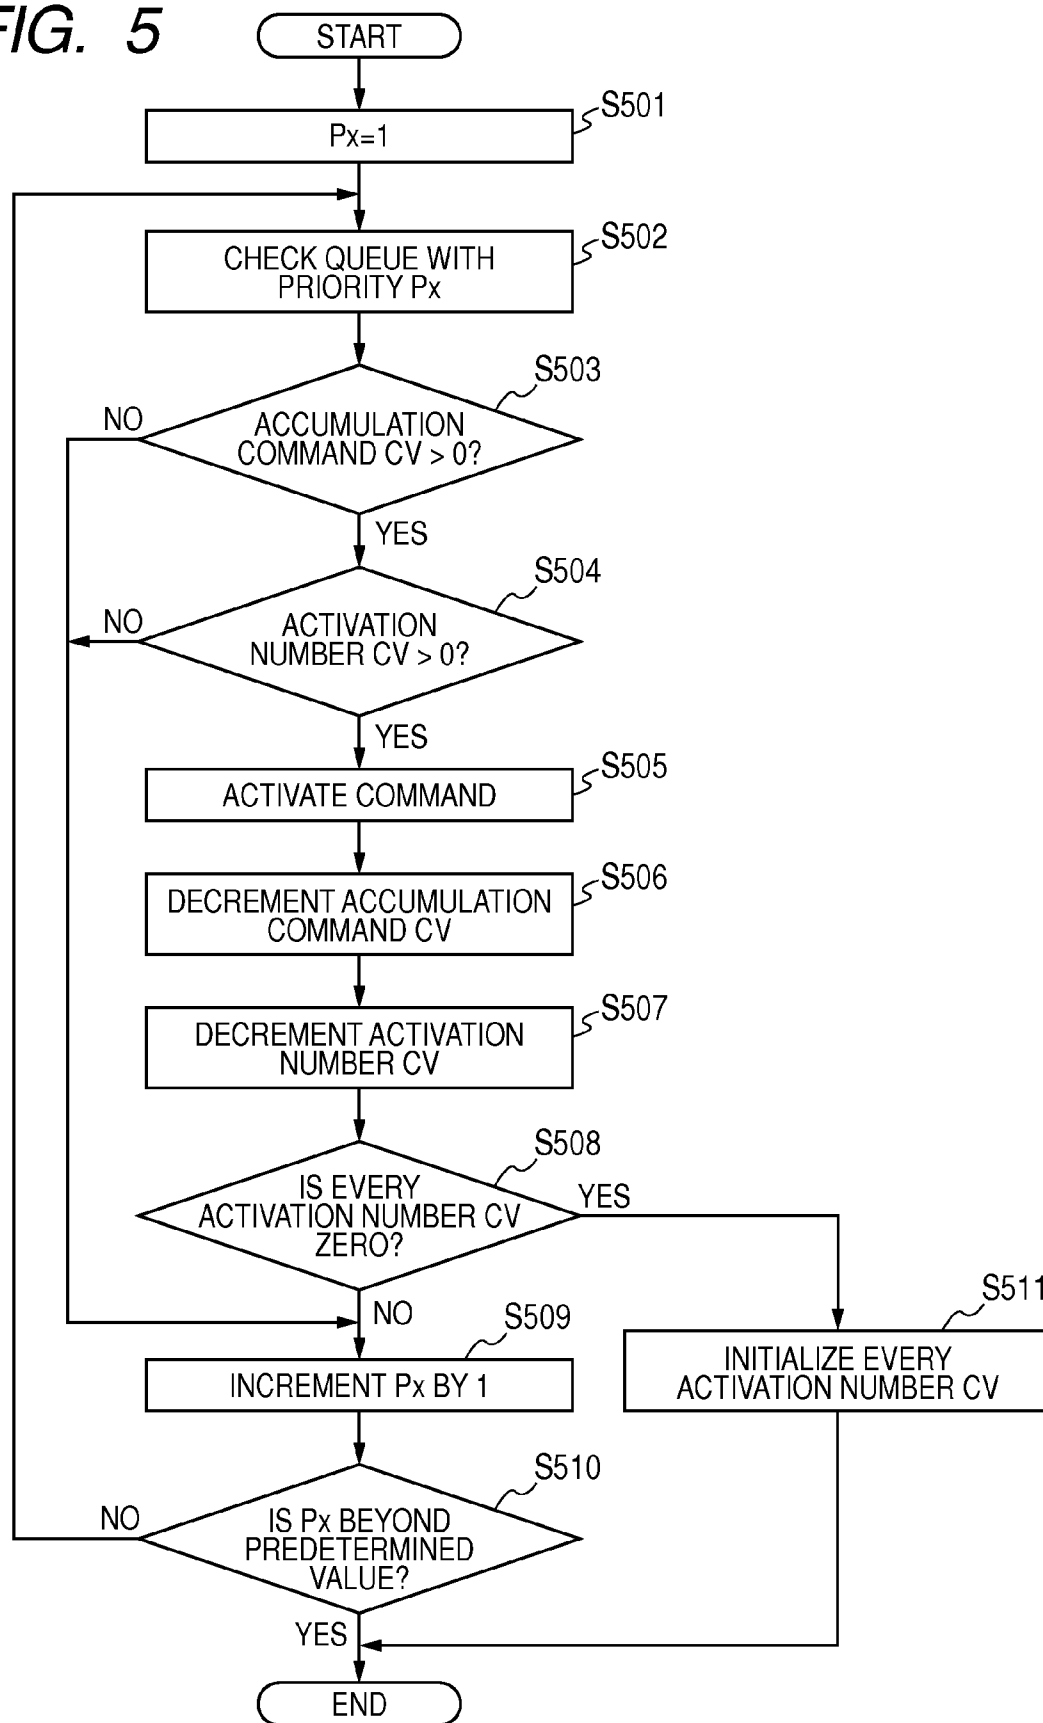 FIG. 5
START
S501
Px=1
S502
CHECK QUEUE WITH
PRIORITY Px
S503
NO
ACCUMULATION
COMMAND CV > 0?
YES
S504
NO
ACTIVATION
NUMBER CV > 0?
YES
S505
ACTIVATE COMMAND
S506
DECREMENT ACCUMULATION
COMMAND CV
S507
DECREMENT ACTIVATION
NUMBER CV
S508
IS EVERY
ACTIVATION NUMBER CV
ZERO?
YES
NO
S509
INCREMENT Px BY 1
S511
INITIALIZE EVERY
ACTIVATION NUMBER CV
S510
NO
IS Px BEYOND
PREDETERMINED
VALUE?
YES
END